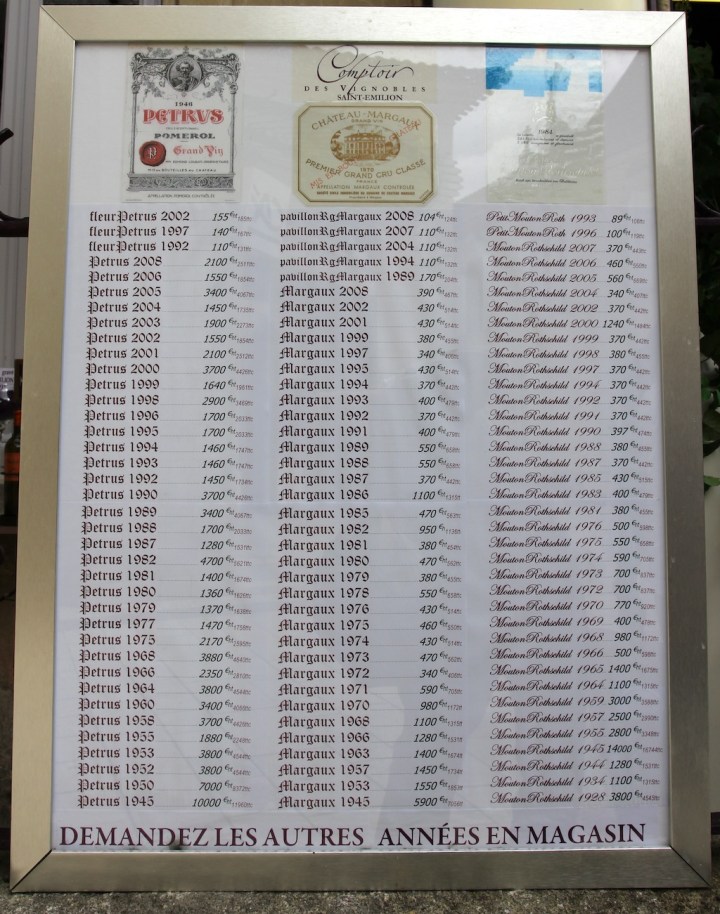 1946
PETRVS
POMEROL
Grand Vin
APPELLATION POMEROL CONTROLÉE
Comptoir
DES VIGNOBLES
SAINT-EMILION
CHÂTEAU-MARGAUX
GRAND VIN
PREMIER GRAND CRU CLASSÉ
APPELLATION MARGAUX CONTRÔLÉE
fleurPetrus 2002 155€
fleurPetrus 1997 140€
fleurPetrus 1992 110€
Petrus 2008 2100€
Petrus 2006 1550€
Petrus 2005 3400€
Petrus 2004 1450€
Petrus 2003 1900€
Petrus 2002 1550€
Petrus 2001 2100€
Petrus 2000 3700€
Petrus 1999 1640€
Petrus 1998 2900€
Petrus 1996 1700€
Petrus 1995 1700€
Petrus 1994 1460€
Petrus 1993 1460€
Petrus 1992 1450€
Petrus 1990 3700€
Petrus 1989 3400€
Petrus 1988 1700€
Petrus 1987 1280€
Petrus 1982 4700€
Petrus 1981 1400€
Petrus 1980 1360€
Petrus 1979 1370€
Petrus 1977 1470€
Petrus 1975 2170€
Petrus 1968 3880€
Petrus 1966 2350€
Petrus 1964 3800€
Petrus 1960 3400€
Petrus 1958 3700€
Petrus 1955 1880€
Petrus 1953 3800€
Petrus 1952 3800€
Petrus 1950 7000€
Petrus 1945 10000€
pavillonRgMargaux 2008 104€
pavillonRgMargaux 2007 110€
pavillonRgMargaux 2004 110€
pavillonRgMargaux 1994 110€
pavillonRgMargaux 1989 170€
Margaux 2008 390€
Margaux 2002 430€
Margaux 2001 430€
Margaux 1999 380€
Margaux 1997 340€
Margaux 1995 430€
Margaux 1994 370€
Margaux 1993 400€
Margaux 1992 370€
Margaux 1991 400€
Margaux 1989 550€
Margaux 1988 550€
Margaux 1987 370€
Margaux 1986 1100€
Margaux 1985 470€
Margaux 1982 950€
Margaux 1981 380€
Margaux 1980 470€
Margaux 1979 380€
Margaux 1978 550€
Margaux 1976 430€
Margaux 1975 460€
Margaux 1974 430€
Margaux 1973 470€
Margaux 1972 340€
Margaux 1971 590€
Margaux 1970 980€
Margaux 1968 1100€
Margaux 1966 1280€
Margaux 1963 1400€
Margaux 1957 1450€
Margaux 1953 1550€
Margaux 1945 5900€
PetitMoutonRoth 1993 89€
PetitMoutonRoth 1996 100€
MoutonRothschild 2007 370€
MoutonRothschild 2006 460€
MoutonRothschild 2005 560€
MoutonRothschild 2004 340€
MoutonRothschild 2002 370€
MoutonRothschild 2000 1240€
MoutonRothschild 1999 370€
MoutonRothschild 1998 380€
MoutonRothschild 1997 370€
MoutonRothschild 1994 370€
MoutonRothschild 1992 370€
MoutonRothschild 1991 370€
MoutonRothschild 1990 397€
MoutonRothschild 1988 380€
MoutonRothschild 1987 370€
MoutonRothschild 1985 430€
MoutonRothschild 1983 400€
MoutonRothschild 1981 380€
MoutonRothschild 1976 500€
MoutonRothschild 1975 550€
MoutonRothschild 1974 590€
MoutonRothschild 1973 700€
MoutonRothschild 1972 700€
MoutonRothschild 1970 770€
MoutonRothschild 1969 400€
MoutonRothschild 1968 980€
MoutonRothschild 1966 500€
MoutonRothschild 1965 1400€
MoutonRothschild 1964 1100€
MoutonRothschild 1959 3000€
MoutonRothschild 1957 2500€
MoutonRothschild 1955 2800€
MoutonRothschild 1945 14000€
MoutonRothschild 1944 1280€
MoutonRothschild 1934 1100€
MoutonRothschild 1928 3800€
DEMANDEZ LES AUTRES ANNÉES EN MAGASIN